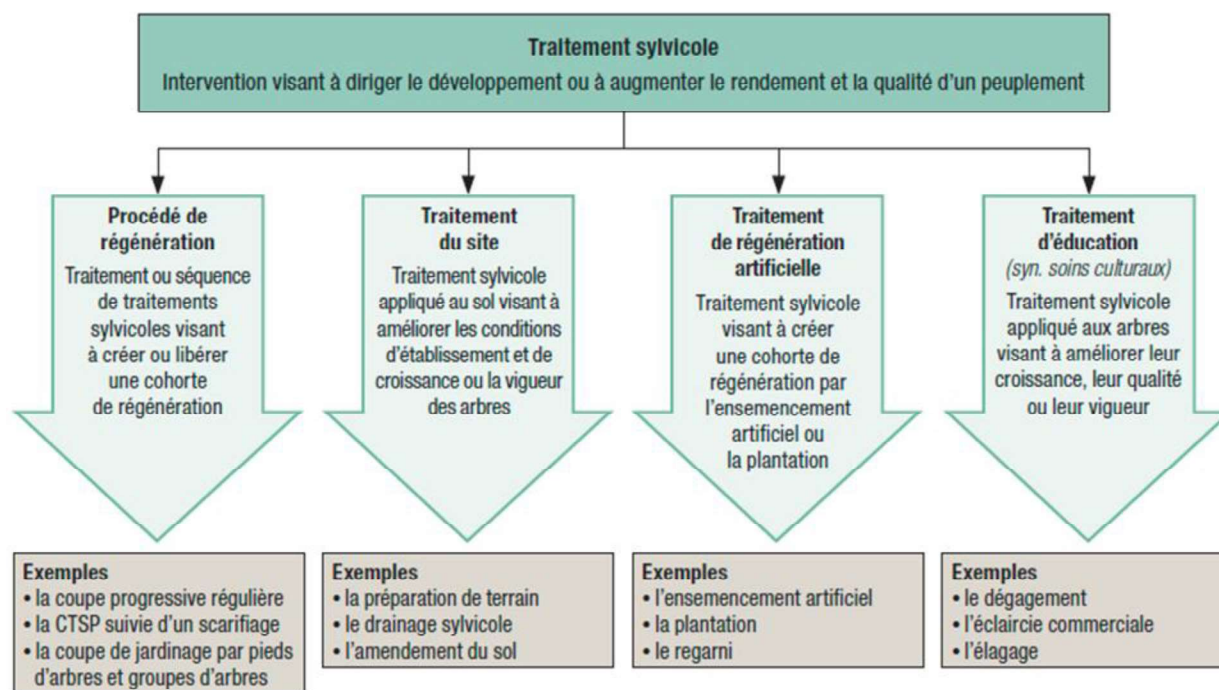 Traitement sylvicole
Intervention visant à diriger le développement ou à augmenter le rendement et la qualité d'un peuplement
Procédé de
régénération
Traitement ou séquence
de traitements
sylvicoles visant
à créer ou libérer
une cohorte
de régénération
Traitement
du site
Traitement sylvicole
appliqué au sol visant à
améliorer les conditions
d'établissement et de
croissance ou la vigueur
des arbres
Traitement
de régénération
artificielle
Traitement sylvicole
visant à créer
une cohorte de
régénération par
l'ensemencement
artificiel ou
la plantation
Traitement
d'éducation
(syn. soins culturaux)
Traitement sylvicole
appliqué aux arbres
visant à améliorer leur
croissance, leur qualité
ou leur vigueur
Exemples
• la coupe progressive régulière
• la CTSP suivie d'un scarifiage
• la coupe de jardinage par pieds
d'arbres et groupes d'arbres
Exemples
• la préparation de terrain
• le drainage sylvicole
• l'amendement du sol
Exemples
• l'ensemencement artificiel
• la plantation
• le regarni
Exemples
• le dégagement
• l'éclaircie commerciale
• l'élagage